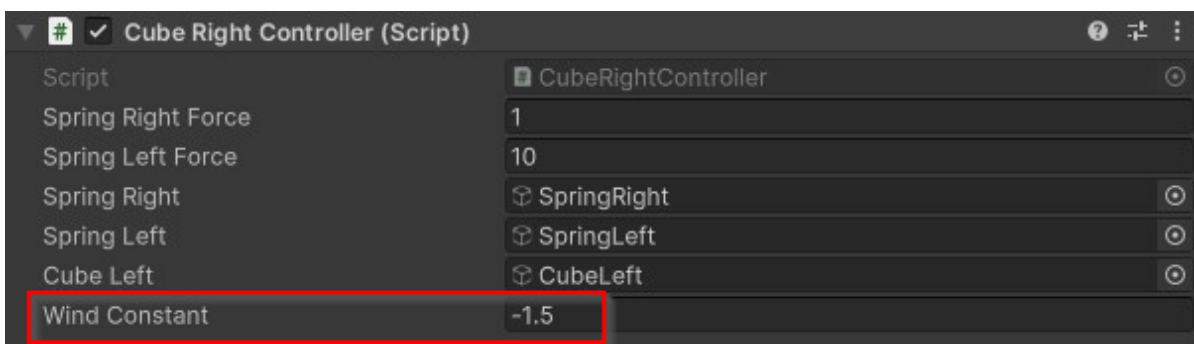 Cube Right Controller (Script)
Script CubeRightController
Spring Right Force 1
Spring Left Force 10
Spring Right SpringRight
Spring Left SpringLeft
Cube Left CubeLeft
Wind Constant -1.5